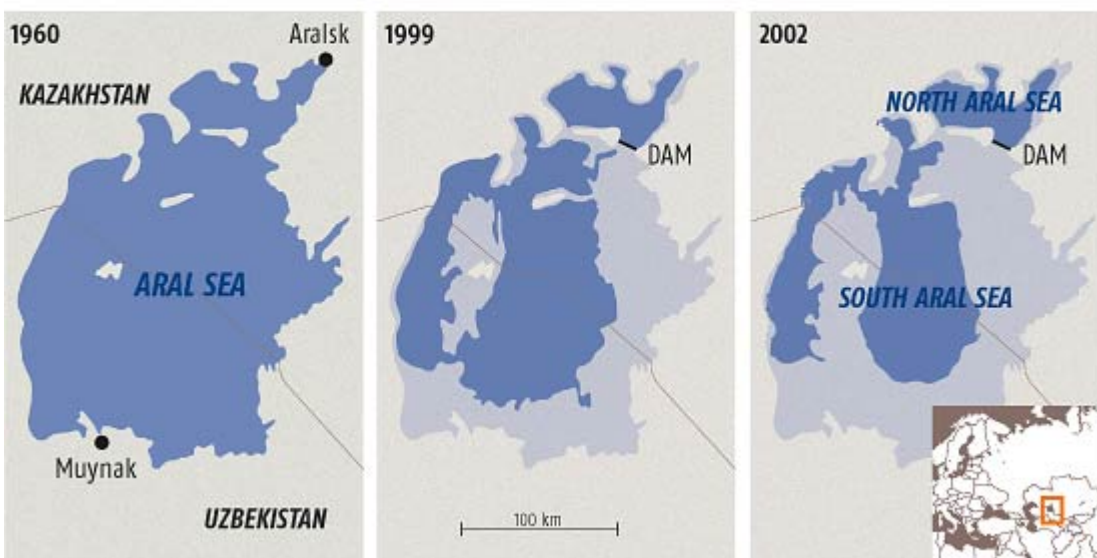 1960
Aralsk
KAZAKHSTAN
ARAL SEA
Muynak
UZBEKISTAN
1999
DAM
100 km
2002
NORTH ARAL SEA
DAM
SOUTH ARAL SEA